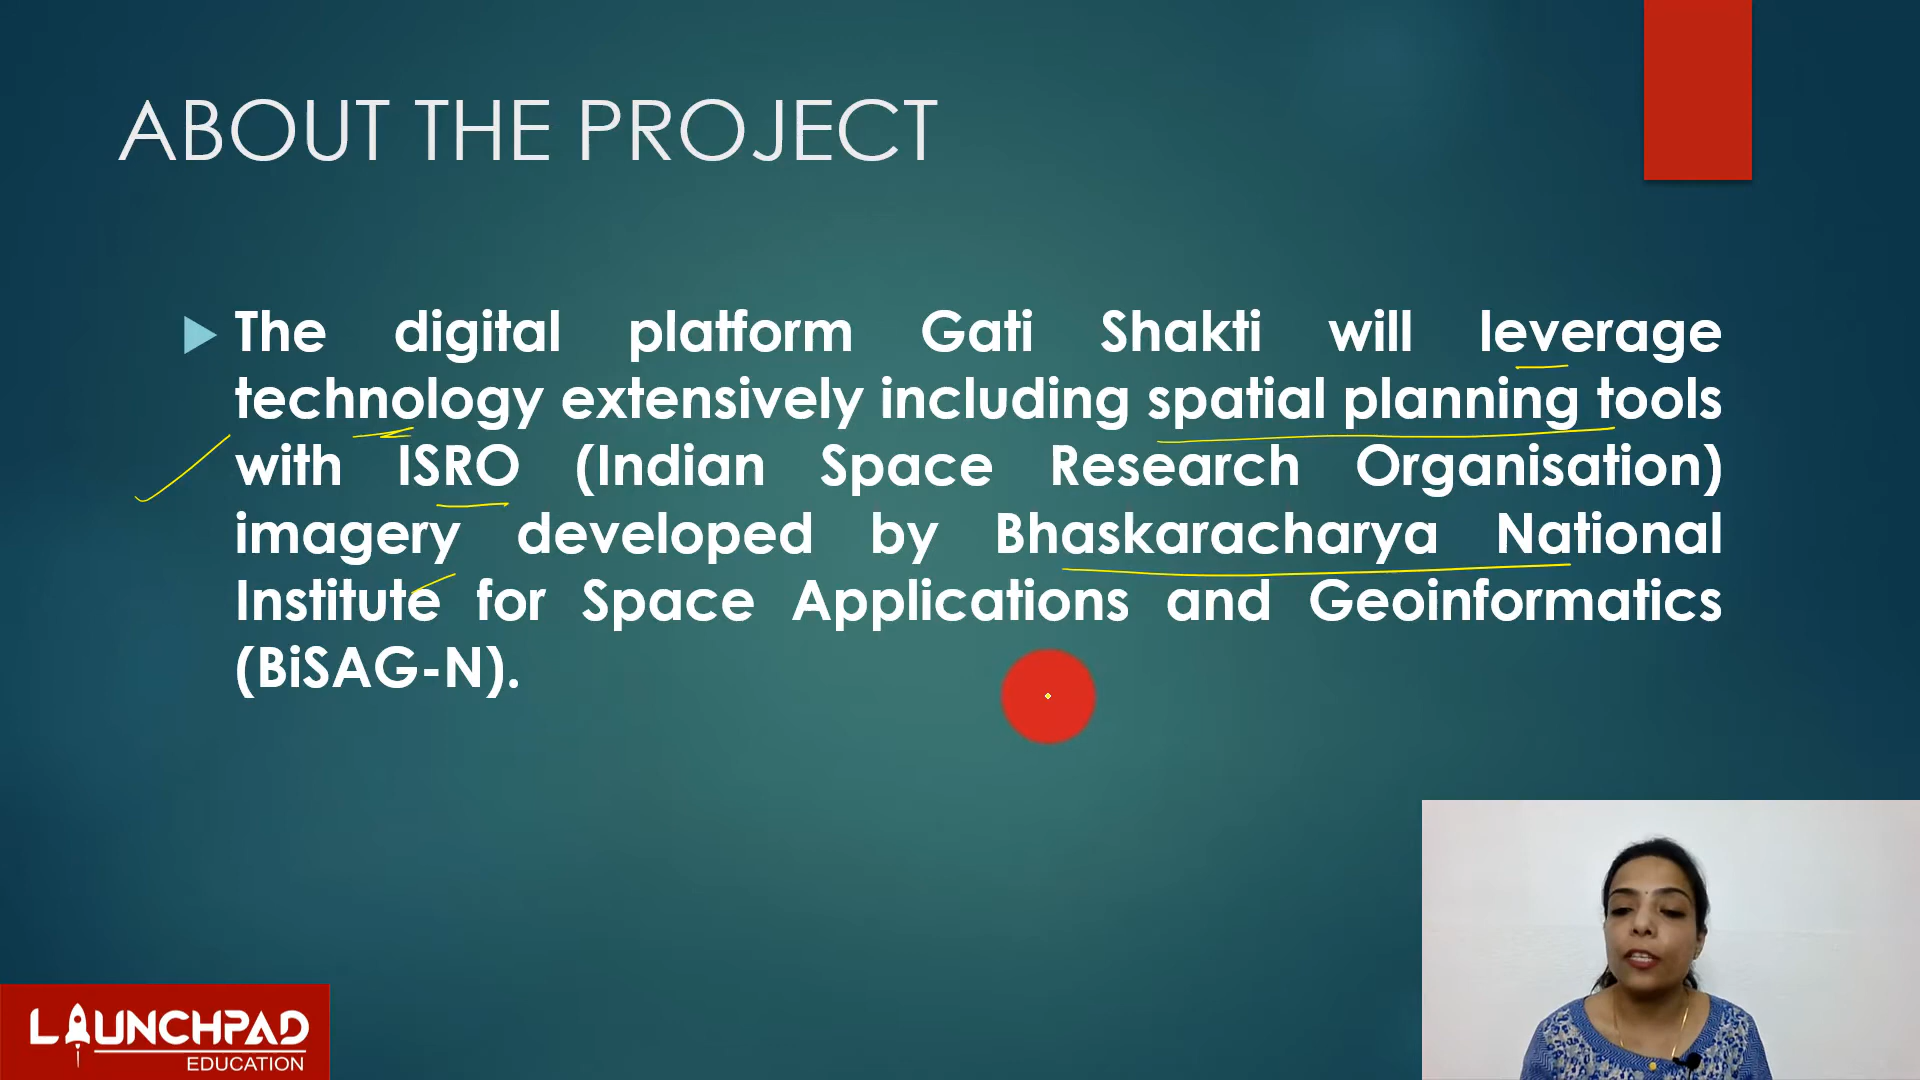 ABOUT THE PROJECT
The digital platform Gati Shakti will leverage
technology extensively including spatial planning tools
with ISRO (Indian Space Research Organisation)
imagery developed by Bhaskaracharya National
Institute for Space Applications and Geoinformatics
(BiSAG-N).
LAUNCHPAD
EDUCATION